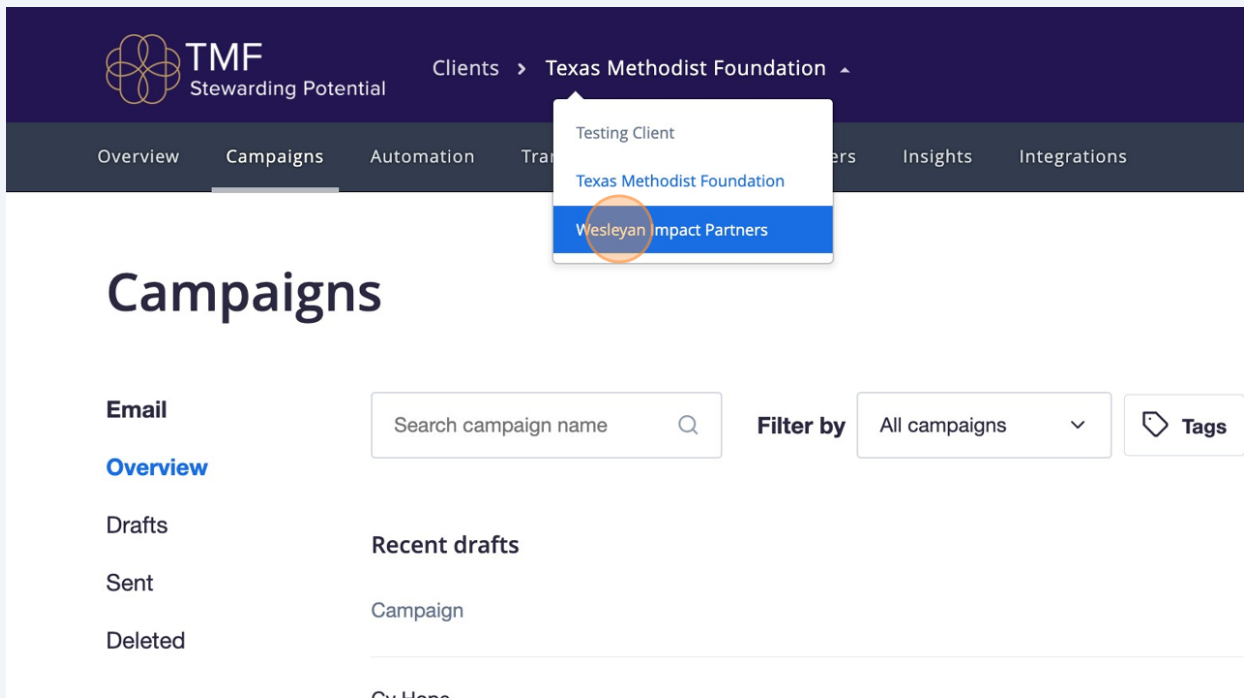 TMF
Stewarding Potential
Clients > Texas Methodist Foundation
Testing Client
Texas Methodist Foundation
Wesleyan Impact Partners
Overview Campaigns Automation Insights Integrations
Campaigns
Email
Overview
Drafts
Sent
Deleted
Search campaign name
Filter by
All campaigns
Tags
Recent drafts
Campaign